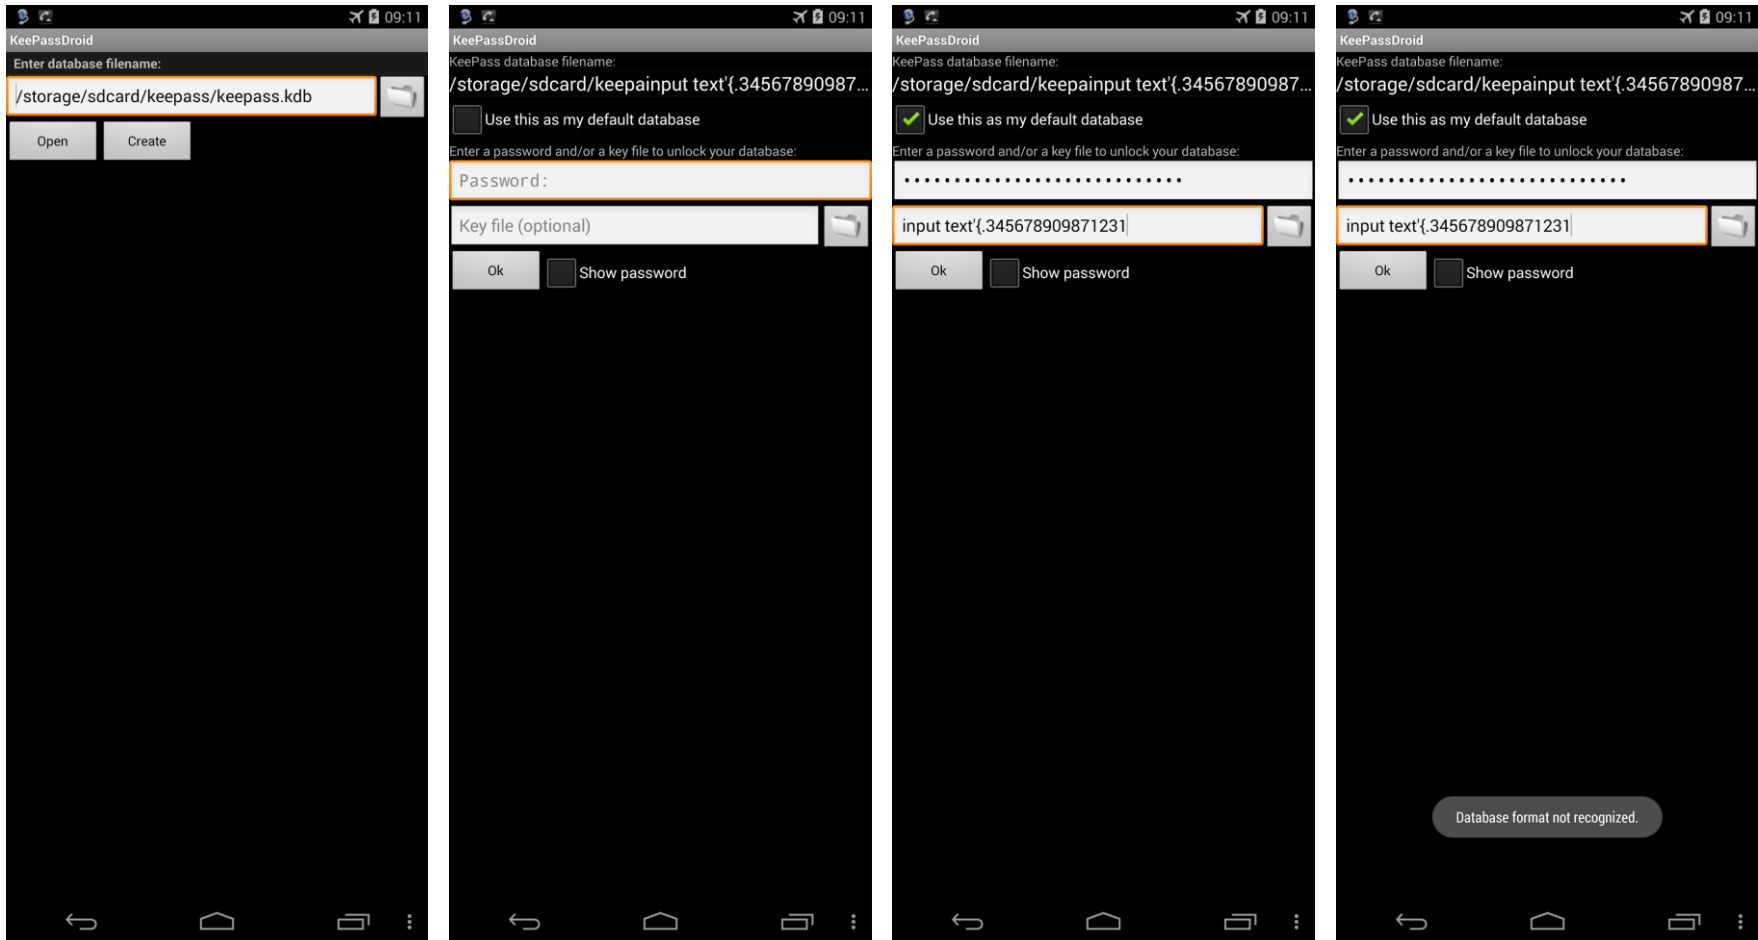 09:11
KeePassDroid
Enter database filename:
/storage/sdcard/keepass/keepass.kdb
Open
Create
09:11
KeePassDroid
KeePass database filename:
/storage/sdcard/keepainput text'{.34567890987...
Use this as my default database
Enter a password and/or a key file to unlock your database:
Password:
Key file (optional)
Ok
Show password
09:11
KeePassDroid
KeePass database filename:
/storage/sdcard/keepainput text'{.34567890987...
Use this as my default database
Enter a password and/or a key file to unlock your database:
input text'{.345678909871231
Ok
Show password
09:11
KeePassDroid
KeePass database filename:
/storage/sdcard/keepainput text'{.34567890987...
Use this as my default database
Enter a password and/or a key file to unlock your database:
input text'{.345678909871231
Ok
Show password
Database format not recognized.